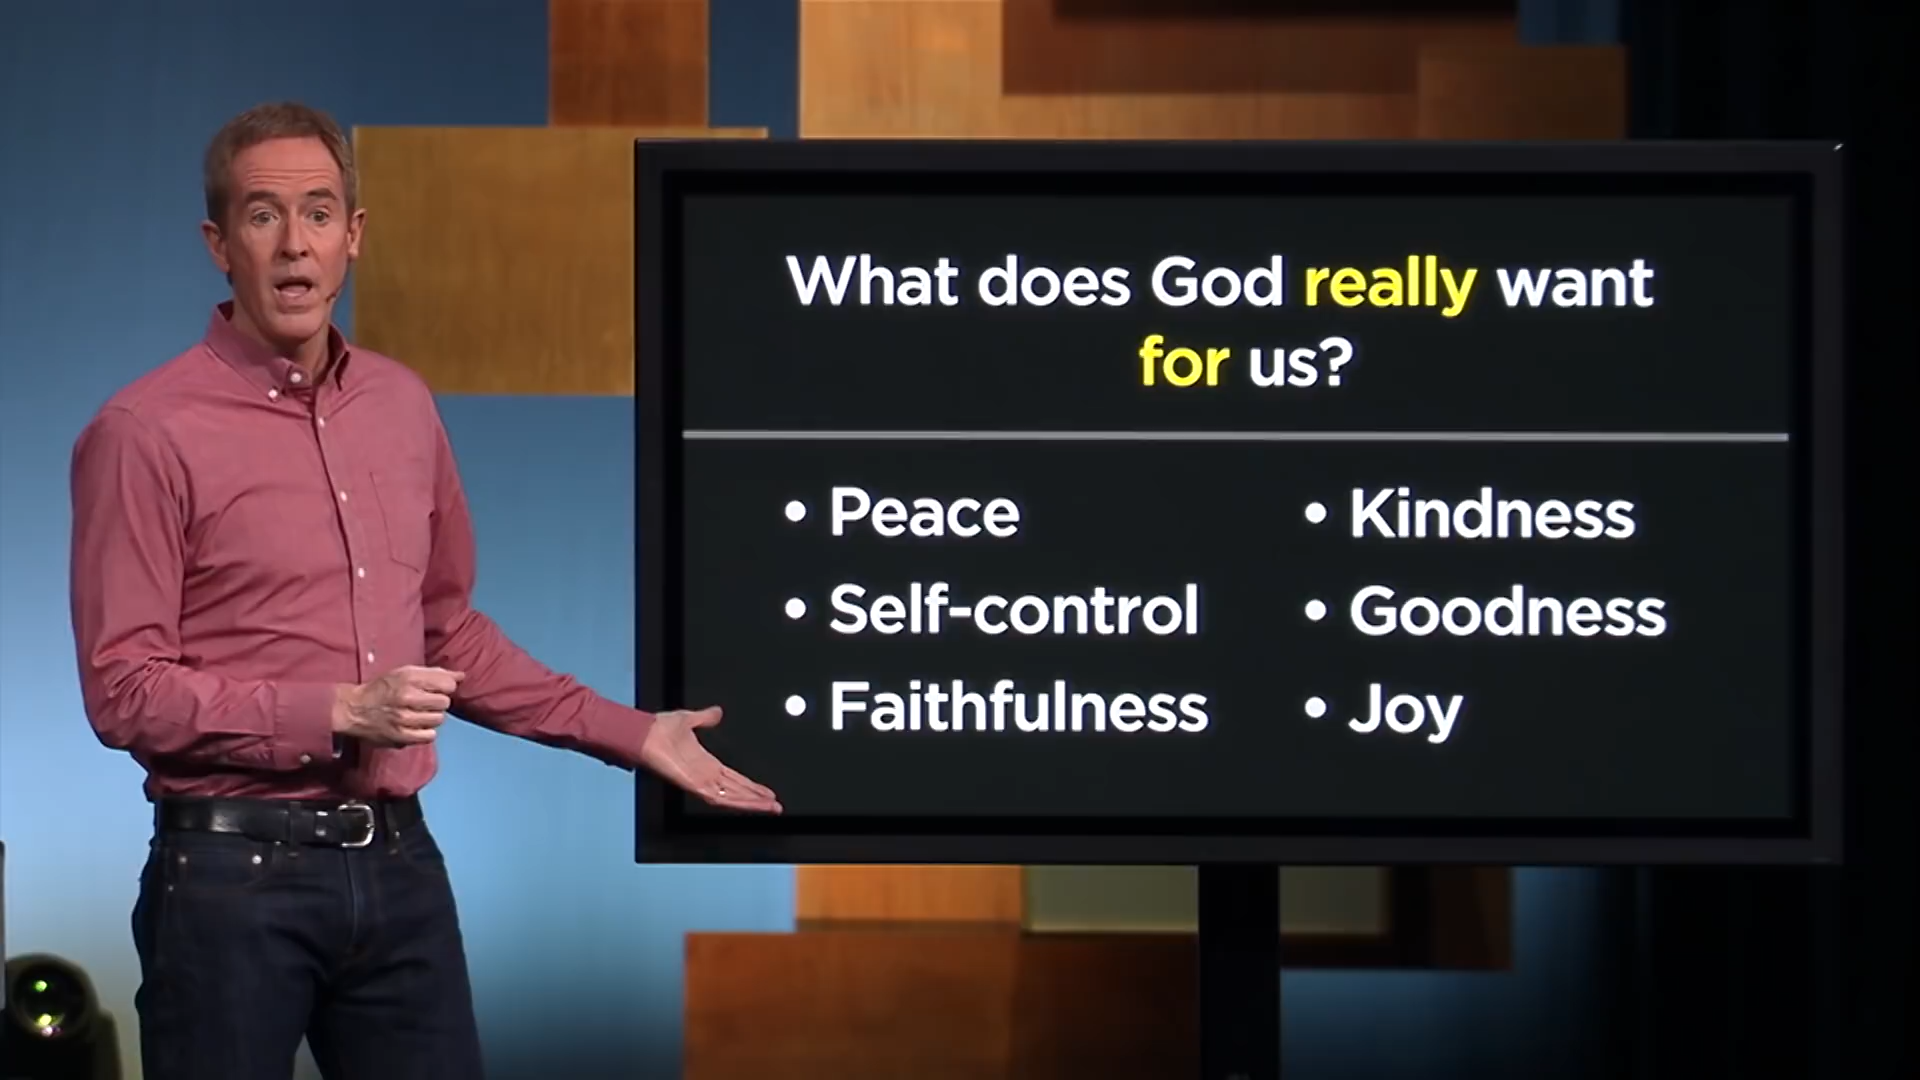 What does God really want
for us?
• Peace
• Self-control
• Faithfulness
• Kindness
• Goodness
• Joy